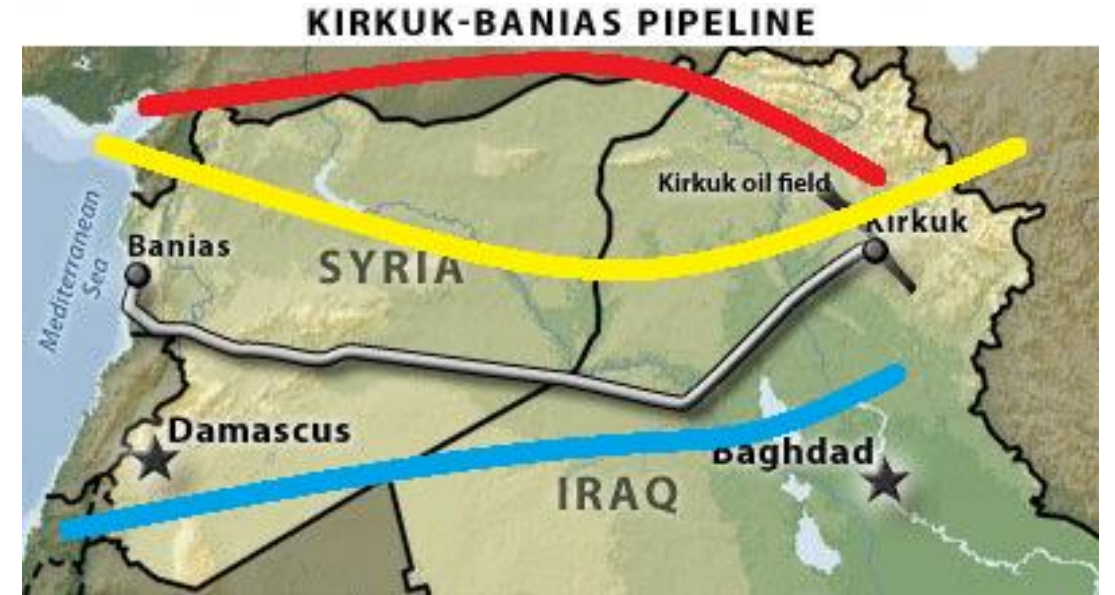 KIRKUK-BANIAS PIPELINE
Kirkuk oil field
Kirkuk
Banias
SYRIA
Mediterranean
Sea
Damascus
Baghdad
IRAQ